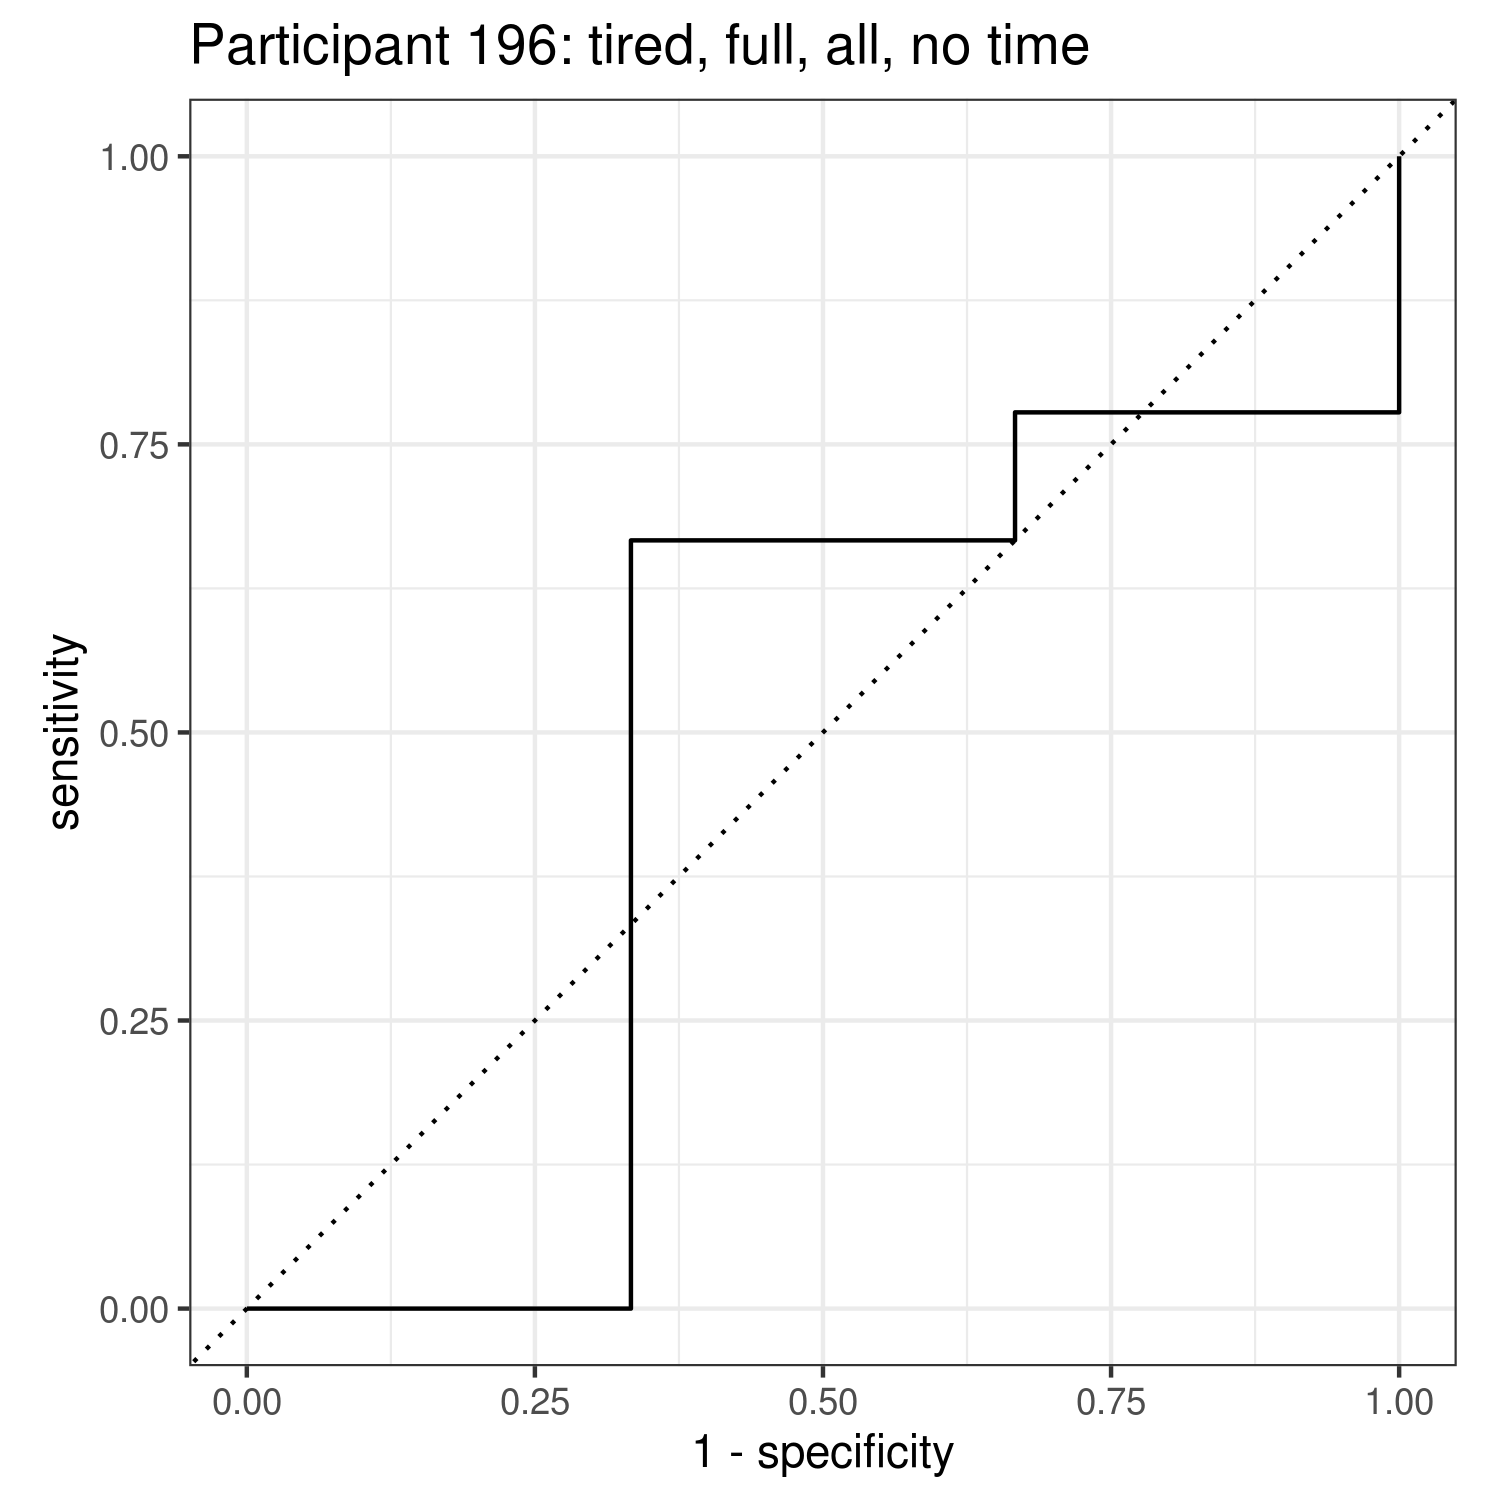 Participant 196: tired, full, all, no time
1.00
0.75
0.50
0.25
0.00
sensitivity
0.00 0.25 0.50 0.75 1.00
1 - specificity